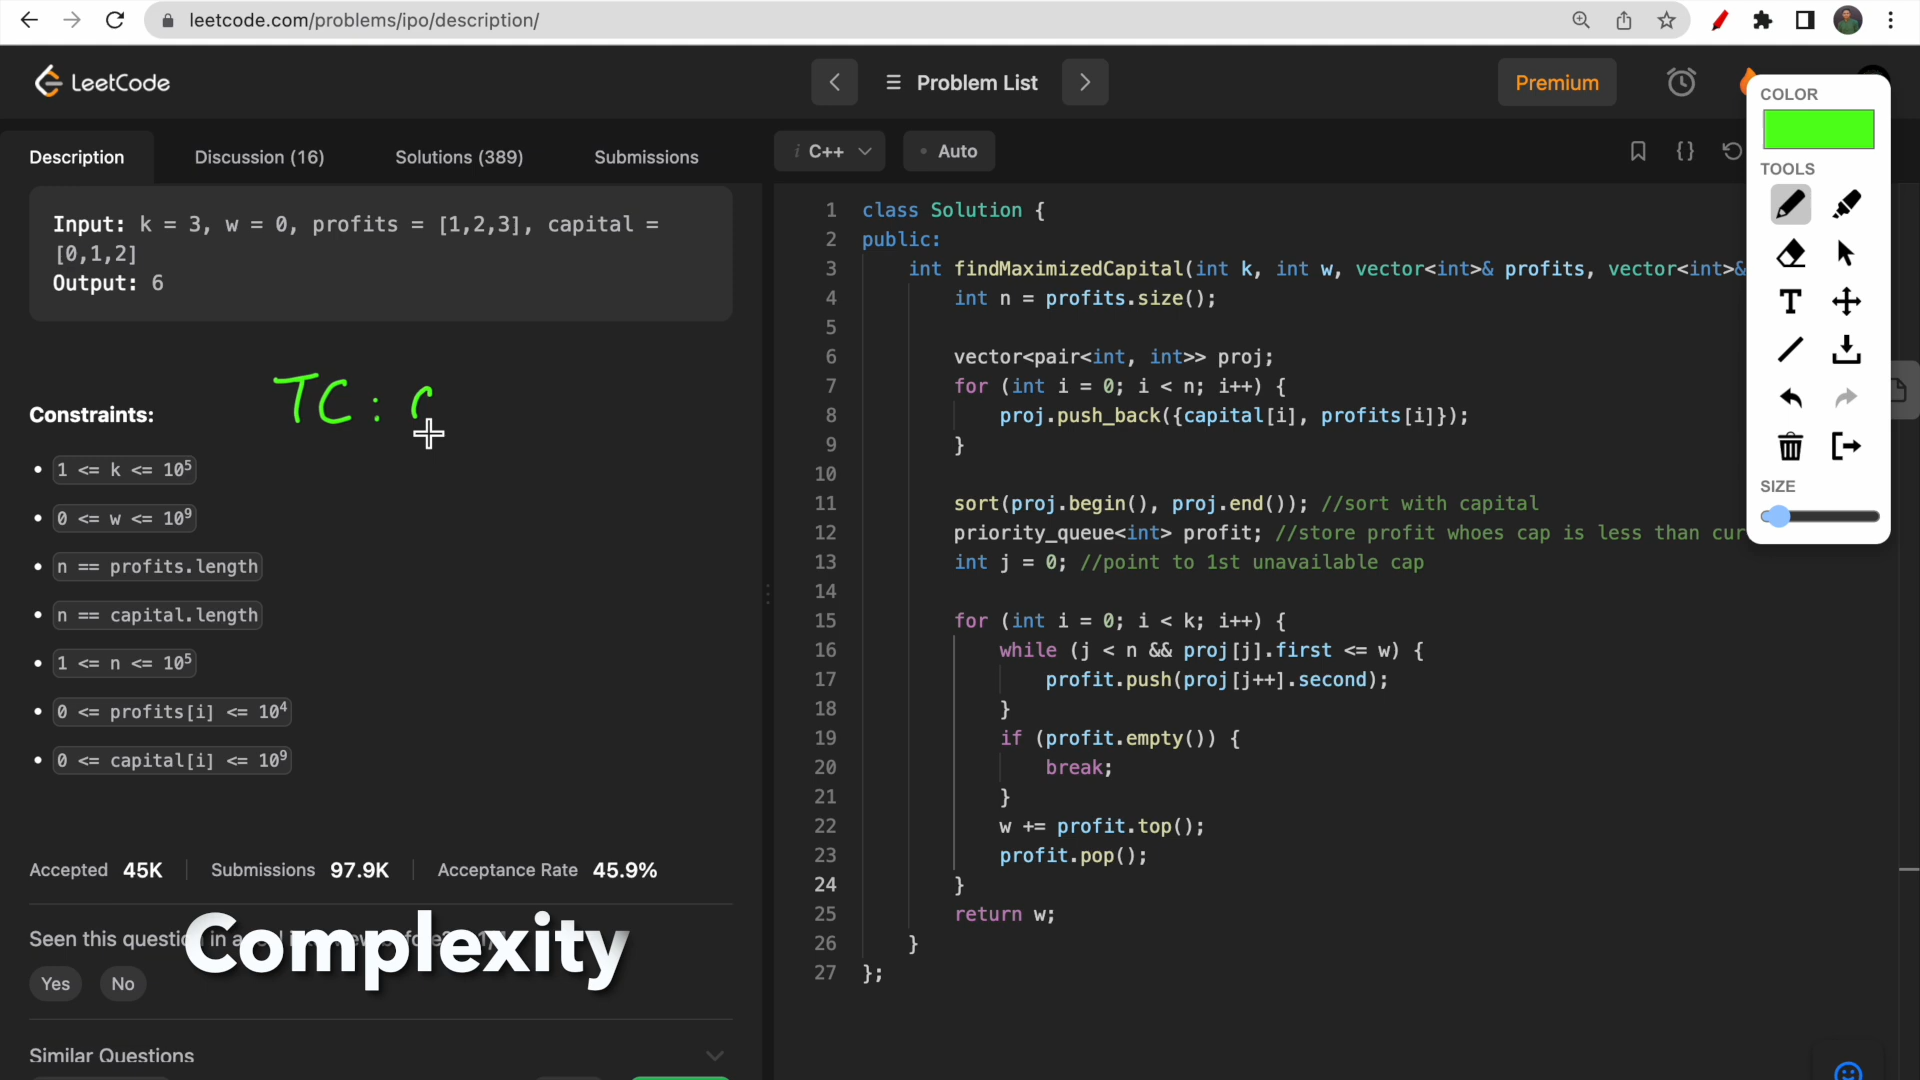 leetcode.com/problems/ipo/description/
LeetCode
Problem List
Premium
Description
Discussion (16)
Solutions (389)
Submissions
C++
Auto
COLOR
TOOLS
SIZE
Input: k = 3, w = 0, profits = [1,2,3], capital =
[0,1,2]
Output: 6
TC :
Constraints:
1 <= k <= 10⁵
0 <= w <= 10⁹
n == profits.length
n == capital.length
1 <= n <= 10⁵
0 <= profits[i] <= 10⁴
0 <= capital[i] <= 10⁹
Accepted 45K
Submissions 97.9K
Acceptance Rate 45.9%
Seen this question in a
Complexity
Yes
No
Similar Questions
1 class Solution {
2 public:
3 int findMaximizedCapital(int k, int w, vector<int>& profits, vector<int>&
4 int n = profits.size();
5
6 vector<pair<int, int>> proj;
7 for (int i = 0; i < n; i++) {
8 proj.push_back({capital[i], profits[i]});
9 }
10
11 sort(proj.begin(), proj.end()); //sort with capital
12 priority_queue<int> profit; //store profit whoes cap is less than cur
13 int j = 0; //point to 1st unavailable cap
14
15 for (int i = 0; i < k; i++) {
16 while (j < n && proj[j].first <= w) {
17 profit.push(proj[j++].second);
18 }
19 if (profit.empty()) {
20 break;
21 }
22 w += profit.top();
23 profit.pop();
24 }
25 return w;
26 }
27 };